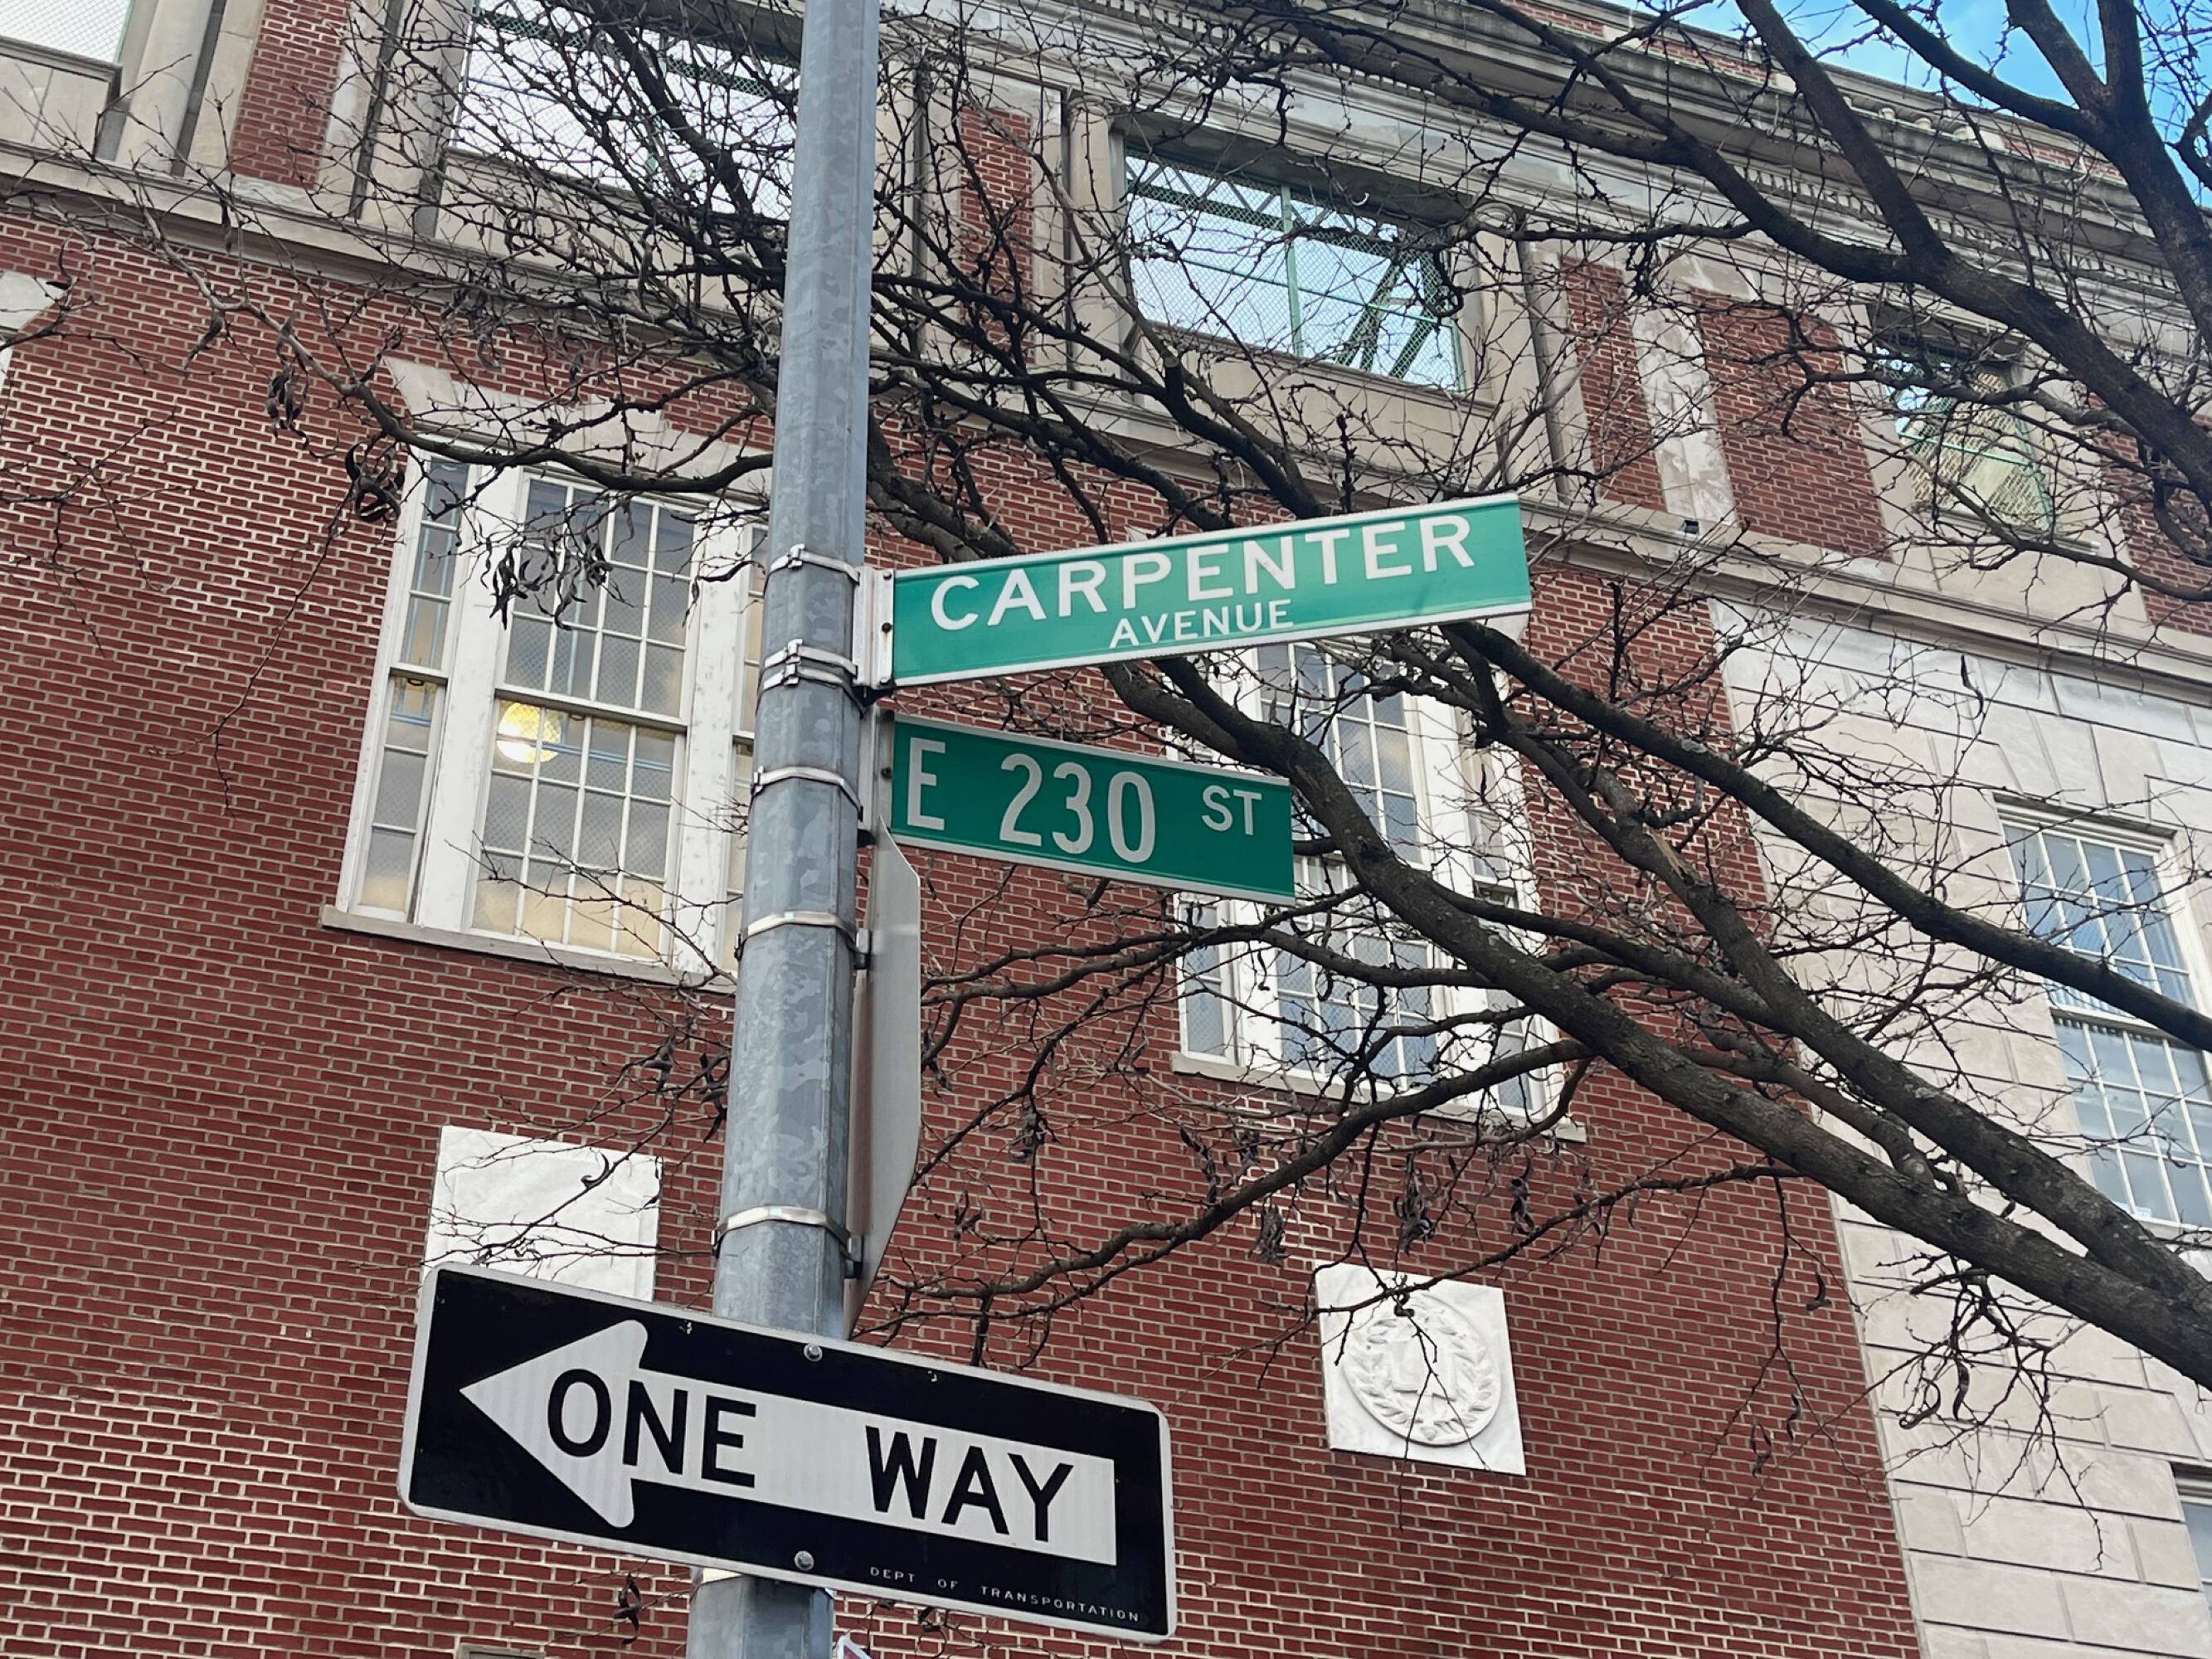 CARPENTER
AVENUE
E 230 ST
ONE WAY
DEPT OF TRANSPORTATION